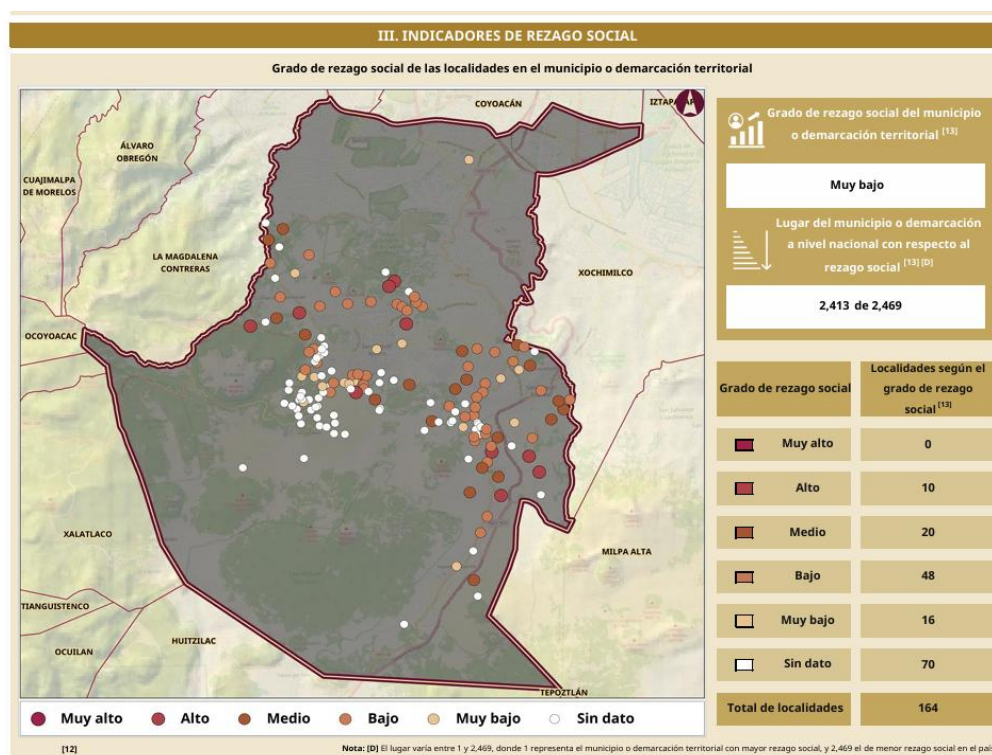 III. INDICADORES DE REZAGO SOCIAL
Grado de rezago social de las localidades en el municipio o demarcación territorial
COYOACÁN
ÁLVARO
OBREGÓN
CUAJIMALPA
DE MORELOS
LA MAGDALENA
CONTRERAS
XOCHIMILCO
OCOYOACAC
XALATLACO
MILPA ALTA
TIANGUISTENCO
HUITZILAC
OCUILAN
TEPOZTLÁN
Muy alto
Alto
Medio
Bajo
Muy bajo
Sin dato
Grado de rezago social del municipio
o demarcación territorial [13]
Muy bajo
Lugar del municipio o demarcación
a nivel nacional con respecto al
rezago social [13] [D]
2,413 de 2,469
Grado de rezago social
Localidades según el
grado de rezago
social [13]
Muy alto 0
Alto 10
Medio 20
Bajo 48
Muy bajo 16
Sin dato 70
Total de localidades 164
[12]
Nota: [D] El lugar varía entre 1 y 2,469, donde 1 representa el municipio o demarcación territorial con mayor rezago social, y 2,469 el de menor rezago social en el país